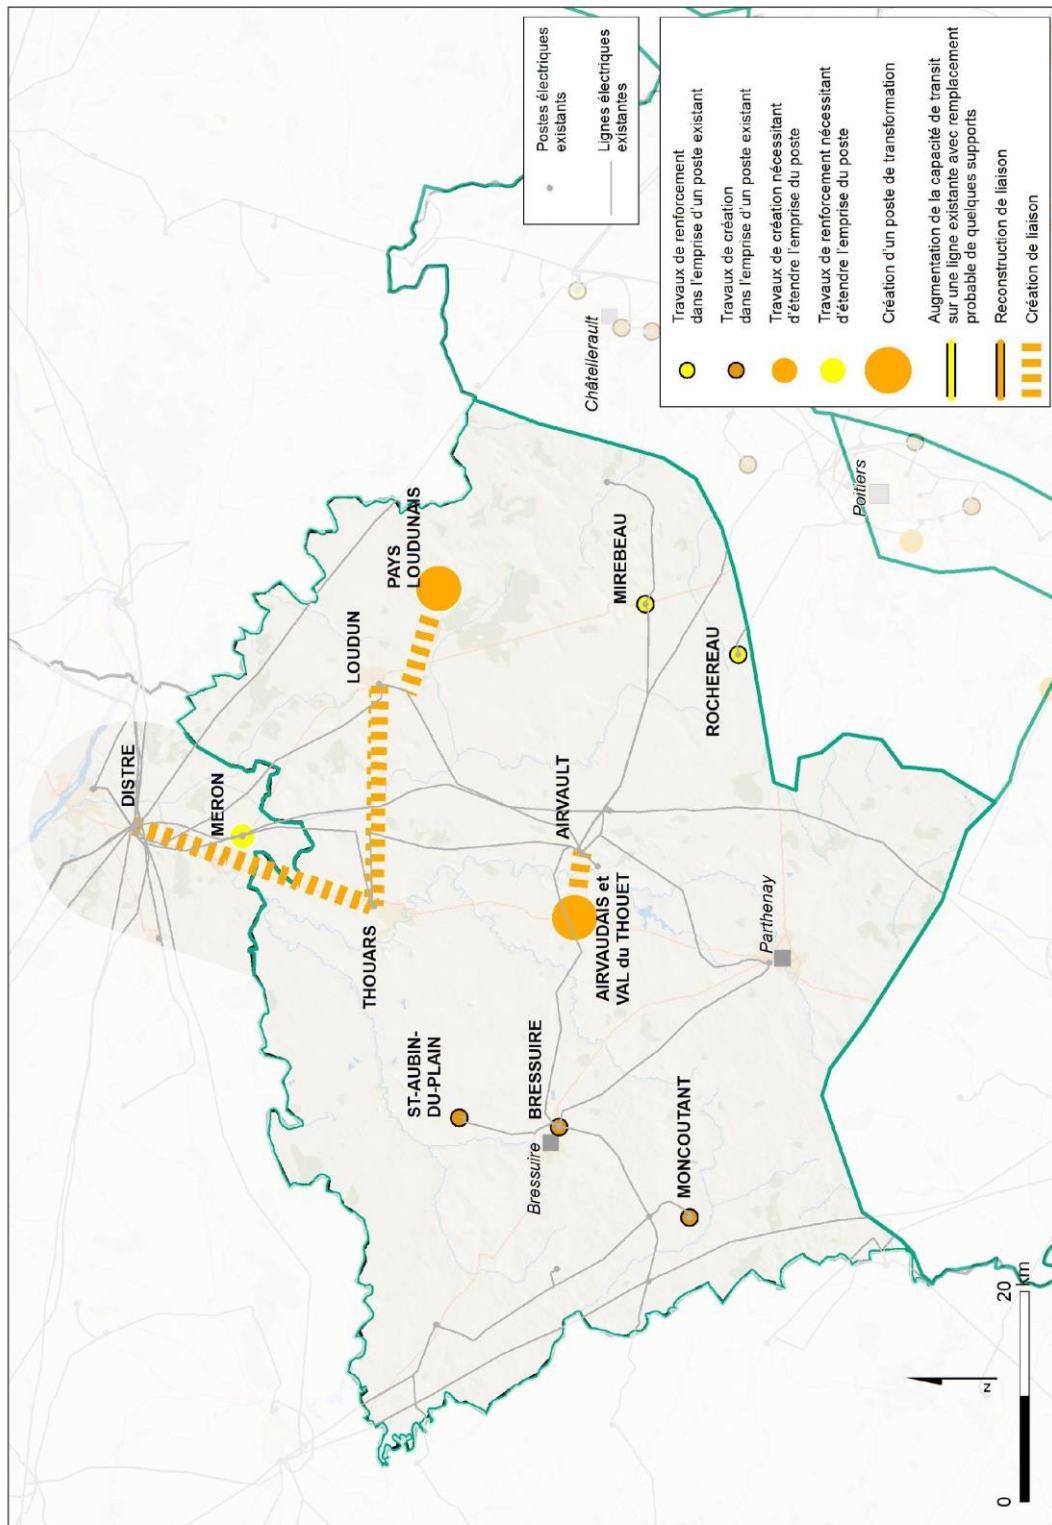 DISTRE
MERON
THOUARS
LOUDUN
PAYS
LOUDUNAIS
ST-AUBIN-
DU-PLAIN
BRESSUIRE
Bressuire
AIRVAULT
AIRVAUDAIS et
VAL du THOUET
MIREBEAU
ROCHEREAU
MONCOUTANT
Parthenay
Châtellerault
Poitiers
Postes électriques
existants
Lignes électriques
existantes
Travaux de renforcement
dans l'emprise d'un poste existant
Travaux de création
dans l'emprise d'un poste existant
Travaux de création nécessitant
d'étendre l'emprise du poste
Travaux de renforcement nécessitant
d'étendre l'emprise du poste
Création d'un poste de transformation
Augmentation de la capacité de transit
sur une ligne existante avec remplacement
probable de quelques supports
Reconstruction de liaison
Création de liaison
N
0
20
km